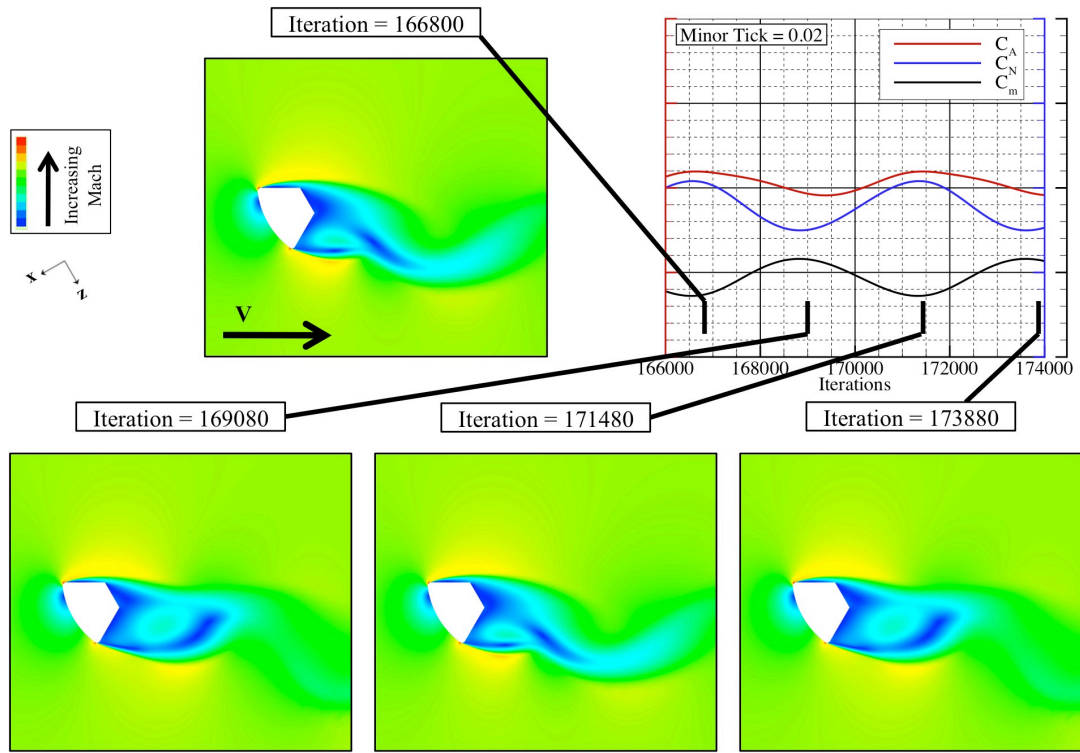 Iteration = 166800
Minor Tick = 0.02
C_A
C_N
C_m
Increasing
Mach
X
Z
V
166000 168000 170000 172000 174000
Iterations
Iteration = 169080
Iteration = 171480
Iteration = 173880